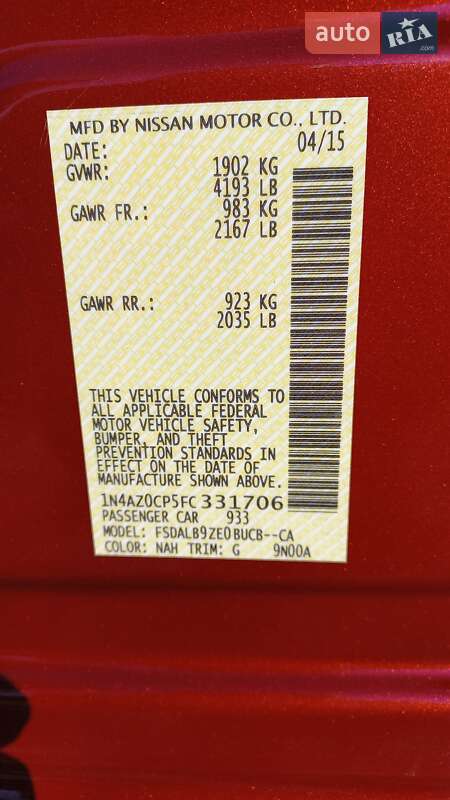 auto RIA .com
MFD BY NISSAN MOTOR CO., LTD.
DATE: 04/15
GVWR: 1902 KG
4193 LB
GAWR FR.: 983 KG
2167 LB
GAWR RR.: 923 KG
2035 LB
THIS VEHICLE CONFORMS TO
ALL APPLICABLE FEDERAL
MOTOR VEHICLE SAFETY,
BUMPER, AND THEFT
PREVENTION STANDARDS IN
EFFECT ON THE DATE OF
MANUFACTURE SHOWN ABOVE.
1N4AZ0CP5FC331706
PASSENGER CAR 933
MODEL: FSDALB9ZE0BUCB--CA
COLOR: NAH TRIM: G 9N00A